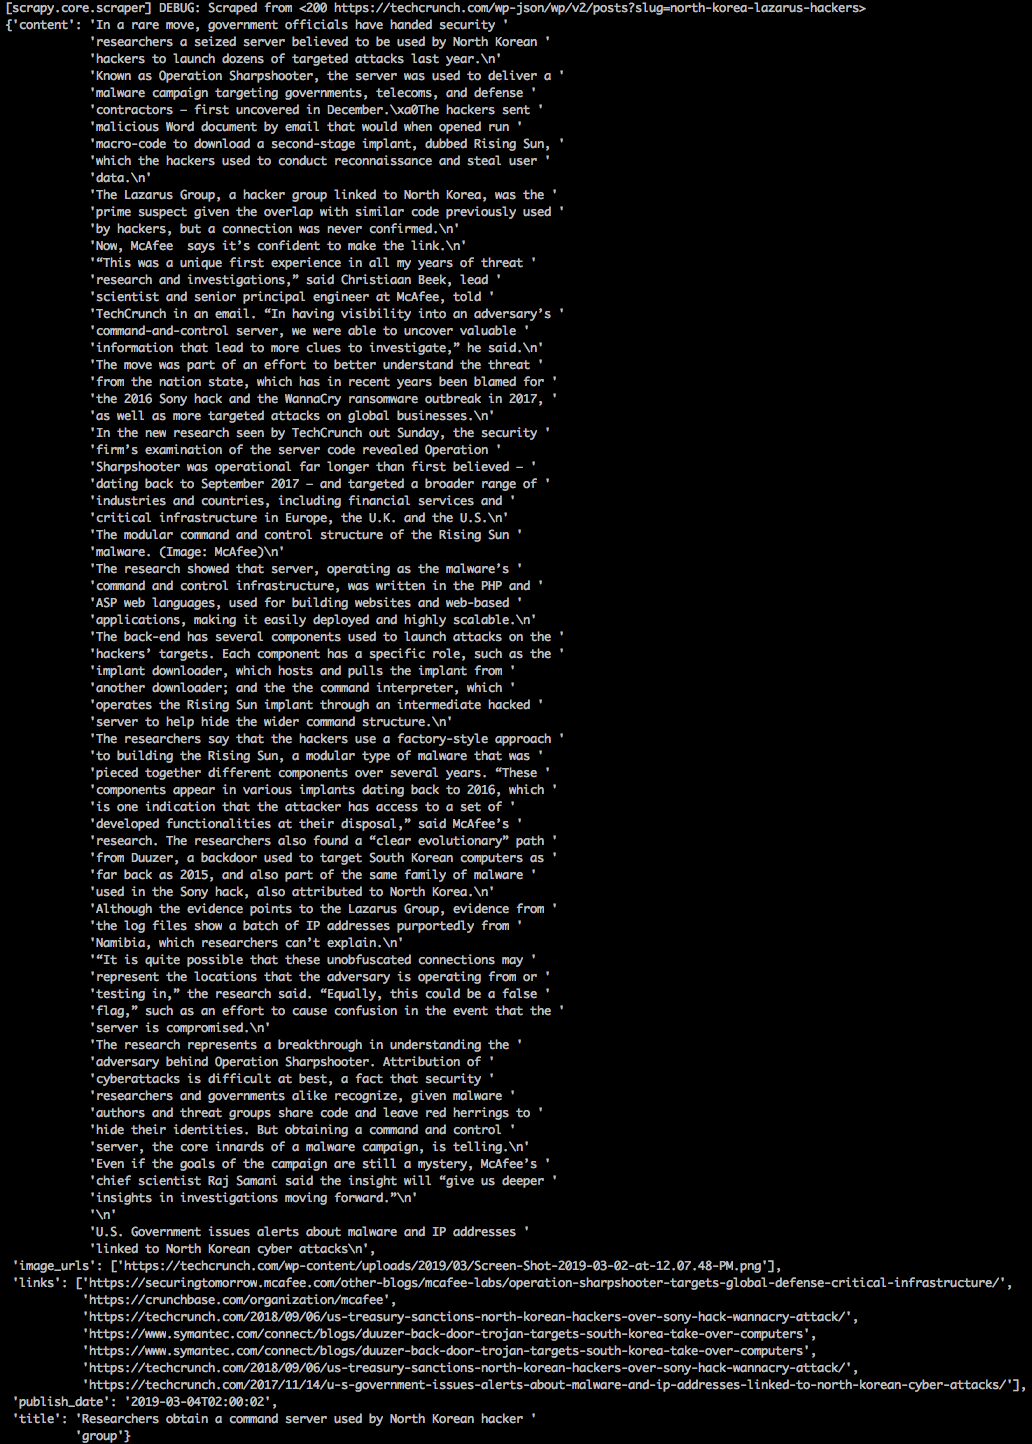 [scrapy.core.scraper] DEBUG: Scraped from <200 https://techcrunch.com/wp-json/wp/v2/posts?slug=north-korea-lazarus-hackers>
{'content': 'In a rare move, government officials have handed security '
'researchers a seized server believed to be used by North Korean '
'hackers to launch dozens of targeted attacks last year.\n'
'Known as Operation Sharpshooter, the server was used to deliver a '
'malware campaign targeting governments, telecoms, and defense '
'contractors — first uncovered in December.\xa0The hackers sent '
'malicious Word document by email that would when opened run '
'macro-code to download a second-stage implant, dubbed Rising Sun, '
'which the hackers used to conduct reconnaissance and steal user '
'data.\n'
'The Lazarus Group, a hacker group linked to North Korea, was the '
'prime suspect given the overlap with similar code previously used '
'by hackers, but a connection was never confirmed.\n'
'Now, McAfee  says it’s confident to make the link.\n'
'“This was a unique first experience in all my years of threat '
'research and investigations,” said Christiaan Beek, lead '
'scientist and senior principal engineer at McAfee, told '
'TechCrunch in an email. “In having visibility into an adversary’s '
'command-and-control server, we were able to uncover valuable '
'information that lead to more clues to investigate,” he said.\n'
'The move was part of an effort to better understand the threat '
'from the nation state, which has in recent years been blamed for '
'the 2016 Sony hack and the WannaCry ransomware outbreak in 2017, '
'as well as more targeted attacks on global businesses.\n'
'In the new research seen by TechCrunch out Sunday, the security '
'firm’s examination of the server code revealed Operation '
'Sharpshooter was operational far longer than first believed — '
'dating back to September 2017 — and targeted a broader range of '
'industries and countries, including financial services and '
'critical infrastructure in Europe, the U.K. and the U.S.\n'
'The modular command and control structure of the Rising Sun '
'malware. (Image: McAfee)\n'
'The research showed that server, operating as the malware’s '
'command and control infrastructure, was written in the PHP and '
'ASP web languages, used for building websites and web-based '
'applications, making it easily deployed and highly scalable.\n'
'The back-end has several components used to launch attacks on the '
'hackers’ targets. Each component has a specific role, such as the '
'implant downloader, which hosts and pulls the implant from '
'another downloader; and the the command interpreter, which '
'operates the Rising Sun implant through an intermediate hacked '
'server to help hide the wider command structure.\n'
'The researchers say that the hackers use a factory-style approach '
'to building the Rising Sun, a modular type of malware that was '
'pieced together different components over several years. “These '
'components appear in various implants dating back to 2016, which '
'is one indication that the attacker has access to a set of '
'developed functionalities at their disposal,” said McAfee’s '
'research. The researchers also found a “clear evolutionary” path '
'from Duuzer, a backdoor used to target South Korean computers as '
'far back as 2015, and also part of the same family of malware '
'used in the Sony hack, also attributed to North Korea.\n'
'Although the evidence points to the Lazarus Group, evidence from '
'the log files show a batch of IP addresses purportedly from '
'Namibia, which researchers can’t explain.\n'
'“It is quite possible that these unobfuscated connections may '
'represent the locations that the adversary is operating from or '
'testing in,” the research said. “Equally, this could be a false '
'flag,” such as an effort to cause confusion in the event that the '
'server is compromised.\n'
'The research represents a breakthrough in understanding the '
'adversary behind Operation Sharpshooter. Attribution of '
'cyberattacks is difficult at best, a fact that security '
'researchers and governments alike recognize, given malware '
'authors and threat groups share code and leave red herrings to '
'hide their identities. But obtaining a command and control '
'server, the core innards of a malware campaign, is telling.\n'
'Even if the goals of the campaign are still a mystery, McAfee’s '
'chief scientist Raj Samani said the insight will “give us deeper '
'insights in investigations moving forward.”\n'
'\n'
'U.S. Government issues alerts about malware and IP addresses '
'linked to North Korean cyber attacks\n',
'image_urls': ['https://techcrunch.com/wp-content/uploads/2019/03/Screen-Shot-2019-03-02-at-12.07.48-PM.png'],
'links': ['https://securingtomorrow.mcafee.com/other-blogs/mcafee-labs/operation-sharpshooter-targets-global-defense-critical-infrastructure/',
'https://crunchbase.com/organization/mcafee',
'https://techcrunch.com/2018/09/06/us-treasury-sanctions-north-korean-hackers-over-sony-hack-wannacry-attack/',
'https://www.symantec.com/connect/blogs/duuzer-back-door-trojan-targets-south-korea-take-over-computers',
'https://www.symantec.com/connect/blogs/duuzer-back-door-trojan-targets-south-korea-take-over-computers',
'https://techcrunch.com/2018/09/06/us-treasury-sanctions-north-korean-hackers-over-sony-hack-wannacry-attack/',
'https://techcrunch.com/2017/11/14/u-s-government-issues-alerts-about-malware-and-ip-addresses-linked-to-north-korean-cyber-attacks/'],
'publish_date': '2019-03-04T02:00:02',
'title': 'Researchers obtain a command server used by North Korean hacker '
'group'}